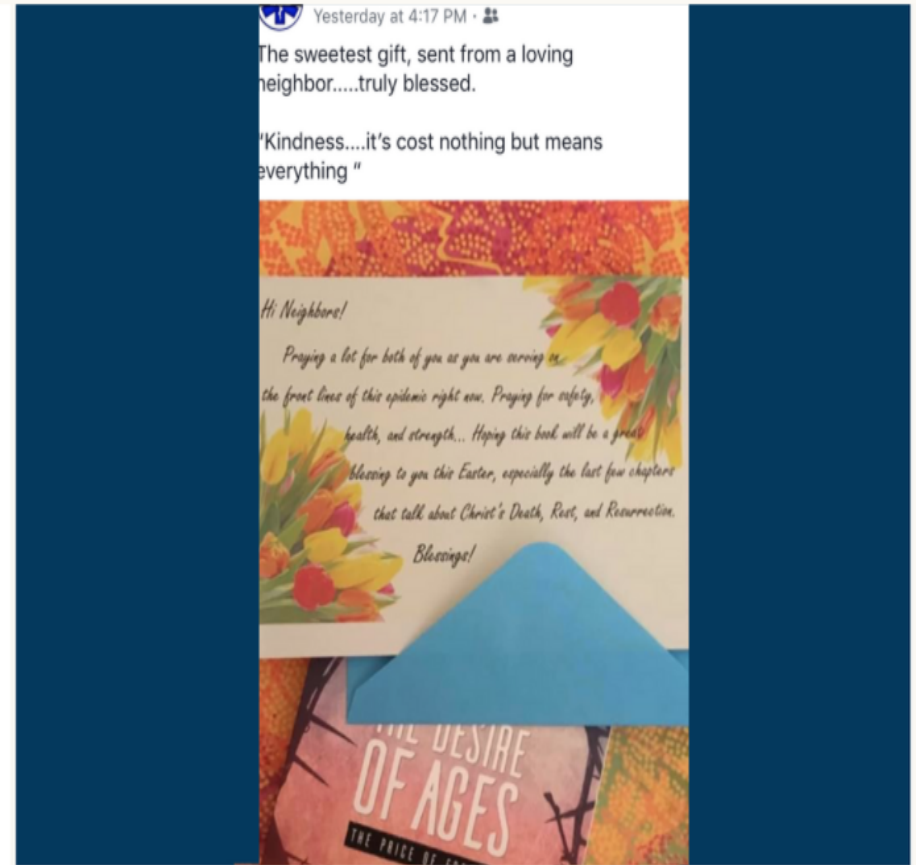 Yesterday at 4:17 PM ·
The sweetest gift, sent from a loving
neighbor.....truly blessed.
"Kindness....it's cost nothing but means
everything "
Hi Neighbors!
Praying a lot for both of you as you are serving on
the front lines of this epidemic right now. Praying for safety,
health, and strength... Hoping this book will be a great
blessing to you this Easter, especially the last few chapters
that talk about Christ's Death, Rest, and Resurrection.
Blessings!
THE DESIRE
OF AGES
THE PRICE OF